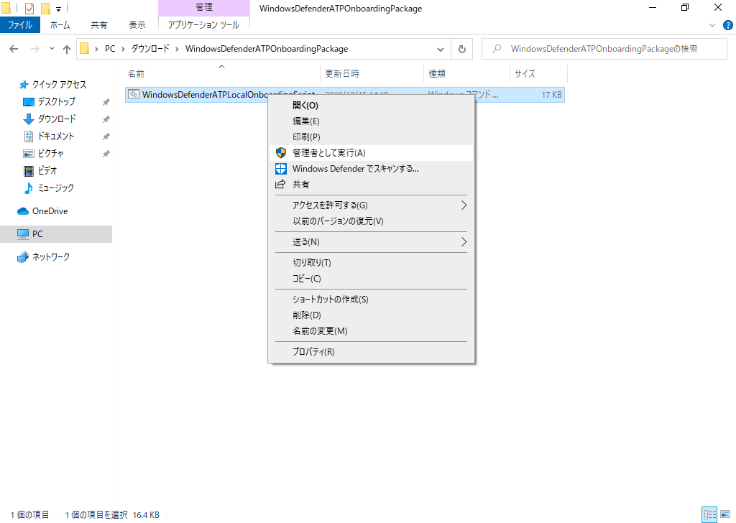 管理
WindowsDefenderATPOnboardingPackage
ファイル ホーム 共有 表示 アプリケーション ツール
PC ダウンロード WindowsDefenderATPOnboardingPackage
WindowsDefenderATPOnboardingPackageの検索
名前 更新日時 種類 サイズ
WindowsDefenderATPLocalOnboardingScript 17 KB
クイック アクセス
デスクトップ
ダウンロード
ドキュメント
ピクチャ
ビデオ
ミュージック
OneDrive
PC
ネットワーク
開く(O)
編集(E)
印刷(P)
管理者として実行(A)
Windows Defender でスキャンする...
共有
アクセスを許可する(G)
以前のバージョンの復元(V)
送る(N)
切り取り(T)
コピー(C)
ショートカットの作成(S)
削除(D)
名前の変更(M)
プロパティ(R)
1 個の項目 1 個の項目を選択 16.4 KB